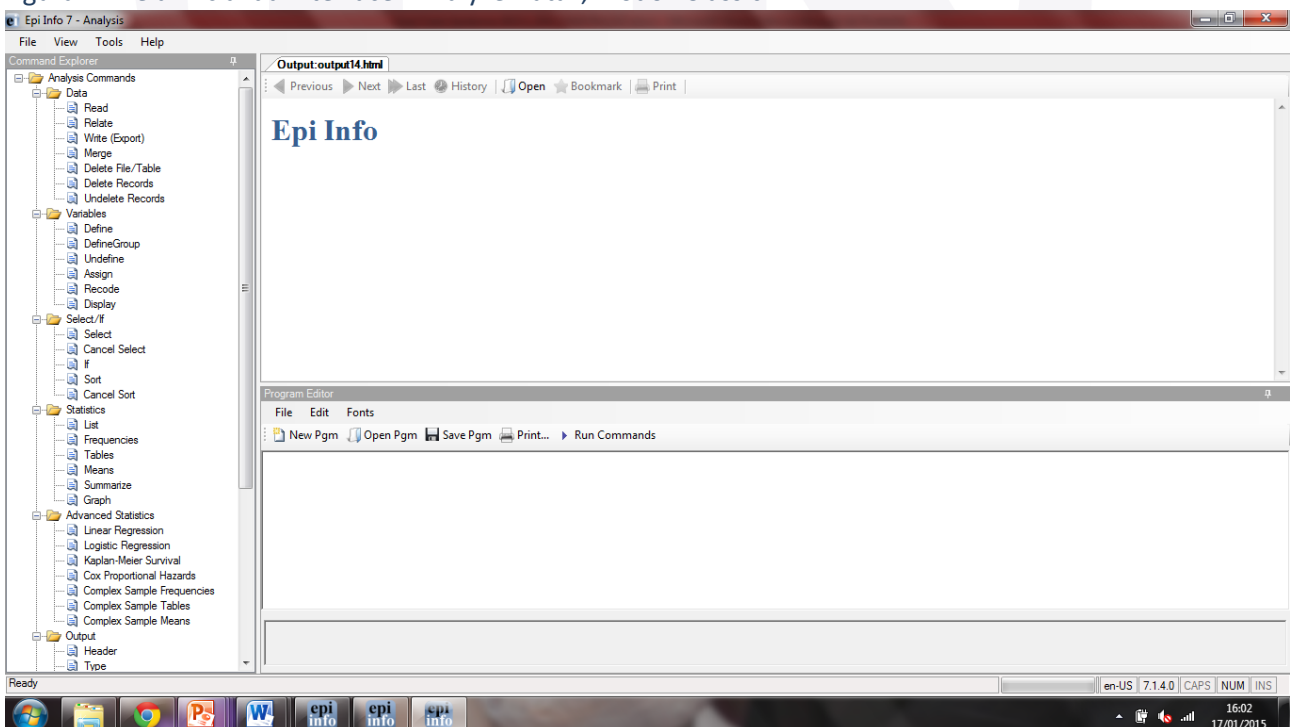 Epi Info 7 - Analysis
File View Tools Help
Command Explorer
Analysis Commands
Data
Read
Relate
Write (Export)
Merge
Delete File/Table
Delete Records
Undelete Records
Variables
Define
DefineGroup
Undefine
Assign
Recode
Display
Select/If
Select
Cancel Select
If
Sort
Cancel Sort
Statistics
List
Frequencies
Tables
Means
Summarize
Graph
Advanced Statistics
Linear Regression
Logistic Regression
Kaplan-Meier Survival
Cox Proportional Hazards
Complex Sample Frequencies
Complex Sample Tables
Complex Sample Means
Output
Header
Type
Output:output14.html
Previous Next Last History Open Bookmark Print
Epi Info
Program Editor
File Edit Fonts
New Pgm Open Pgm Save Pgm Print... Run Commands
Ready
en-US 7.1.4.0 CAPS NUM INS
epi info epi info epi info
16:02
17/01/2015